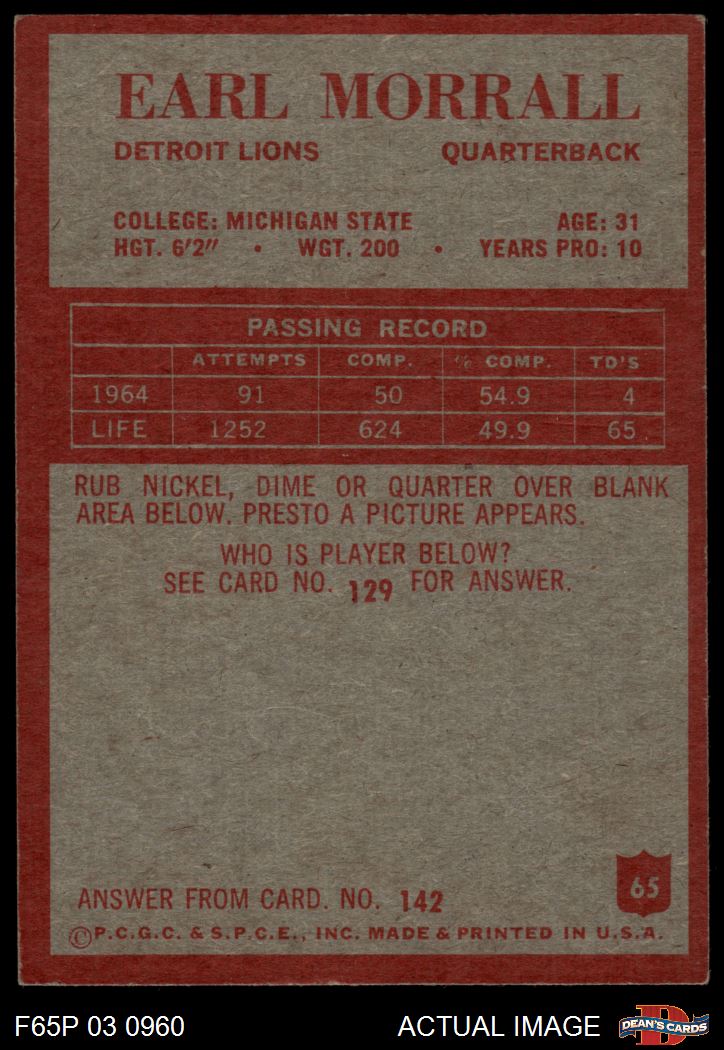 EARL MORRALL
DETROIT LIONS QUARTERBACK
COLLEGE: MICHIGAN STATE AGE: 31
HGT. 6'2" • WGT. 200 • YEARS PRO: 10
PASSING RECORD
ATTEMPTS COMP. % COMP. TD'S
1964 91 50 54.9 4
LIFE 1252 624 49.9 65
RUB NICKEL, DIME OR QUARTER OVER BLANK
AREA BELOW. PRESTO A PICTURE APPEARS.
WHO IS PLAYER BELOW?
SEE CARD NO. 129 FOR ANSWER.
65
ANSWER FROM CARD. NO. 142
©P.C.G.C. & S.P.C.E., INC. MADE & PRINTED IN U.S.A.
F65P 03 0960 ACTUAL IMAGE DEAN'S CARDS